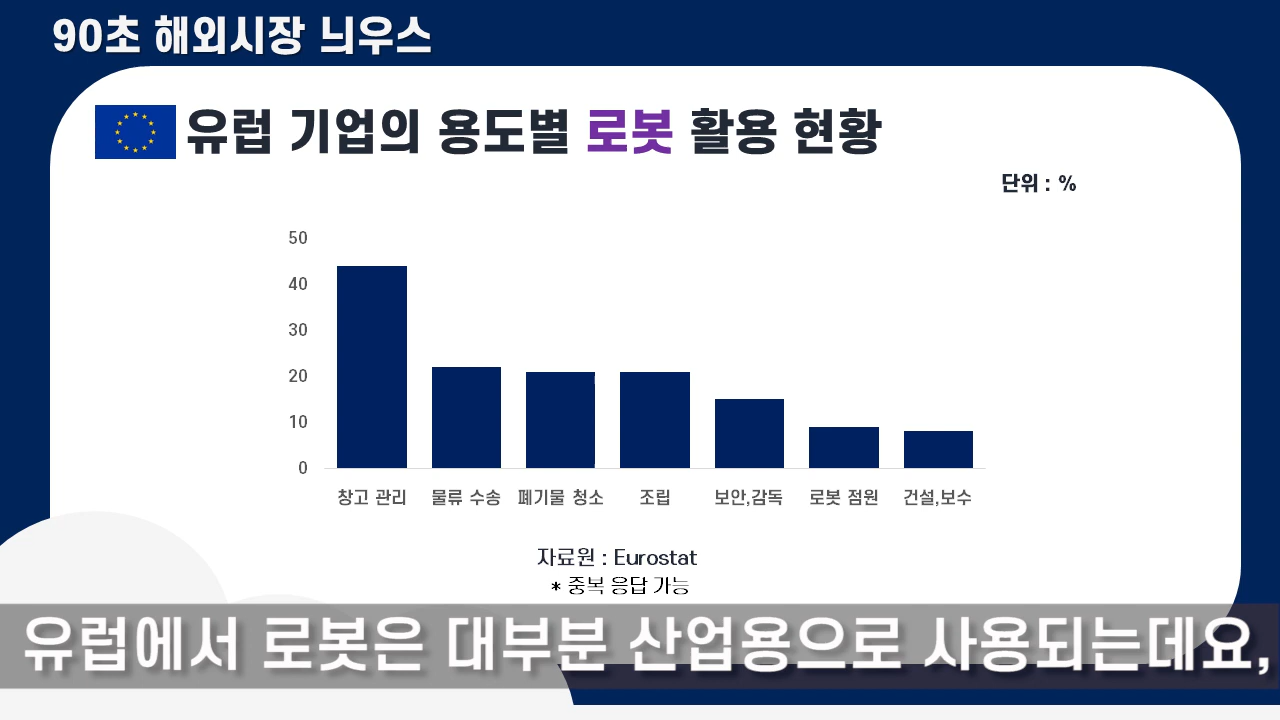 90초 해외시장 늬우스
유럽 기업의 용도별 로봇 활용 현황
단위 : %
50
40
30
20
10
0
창고 관리 물류 수송 폐기물 청소 조립 보안,감독 로봇 점원 건설,보수
자료원 : Eurostat
* 중복 응답 가능
유럽에서 로봇은 대부분 산업용으로 사용되는데요,